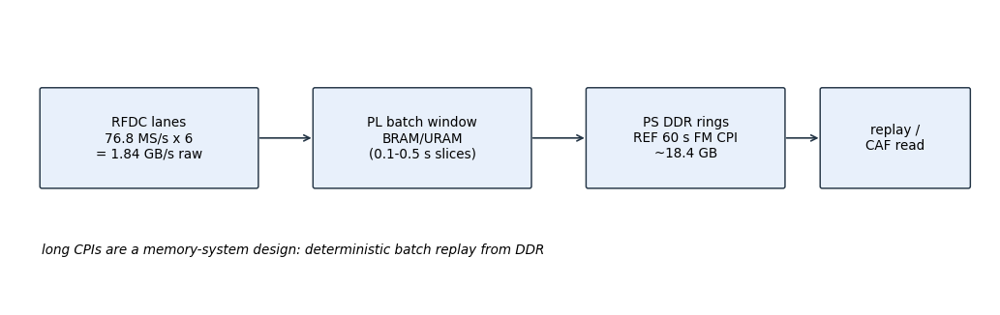 RFDC lanes
76.8 MS/s x 6
= 1.84 GB/s raw
PL batch window
BRAM/URAM
(0.1-0.5 s slices)
PS DDR rings
REF 60 s FM CPI
~18.4 GB
replay /
CAF read
long CPIs are a memory-system design: deterministic batch replay from DDR